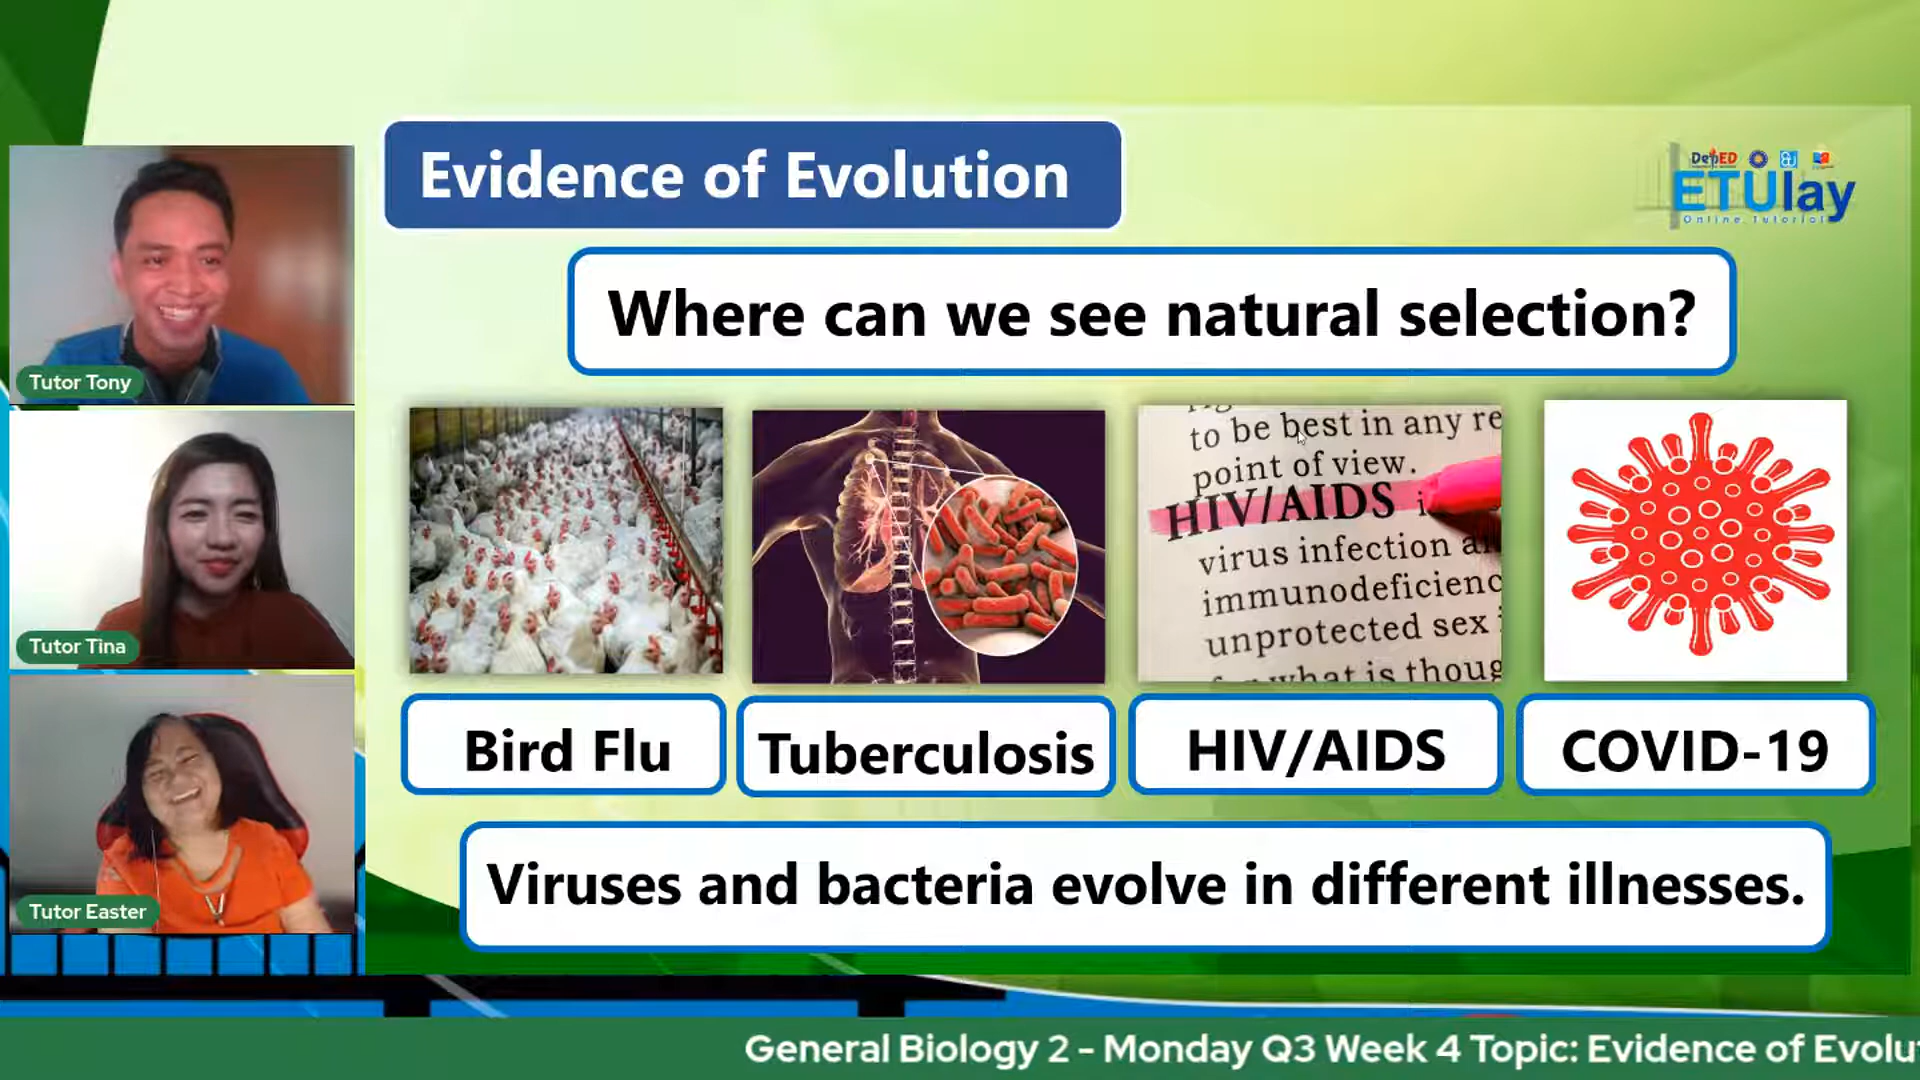 Evidence of Evolution
DepED
ETUlay
Online Tutorial
Where can we see natural selection?
to be best in any re
point of view.
HIV/AIDS i
virus infection
immunodeficienc
unprotected sex
what is thoug
Bird Flu
Tuberculosis
HIV/AIDS
COVID-19
Viruses and bacteria evolve in different illnesses.
Tutor Tony
Tutor Tina
Tutor Easter
General Biology 2 - Monday Q3 Week 4 Topic: Evidence of Evolu